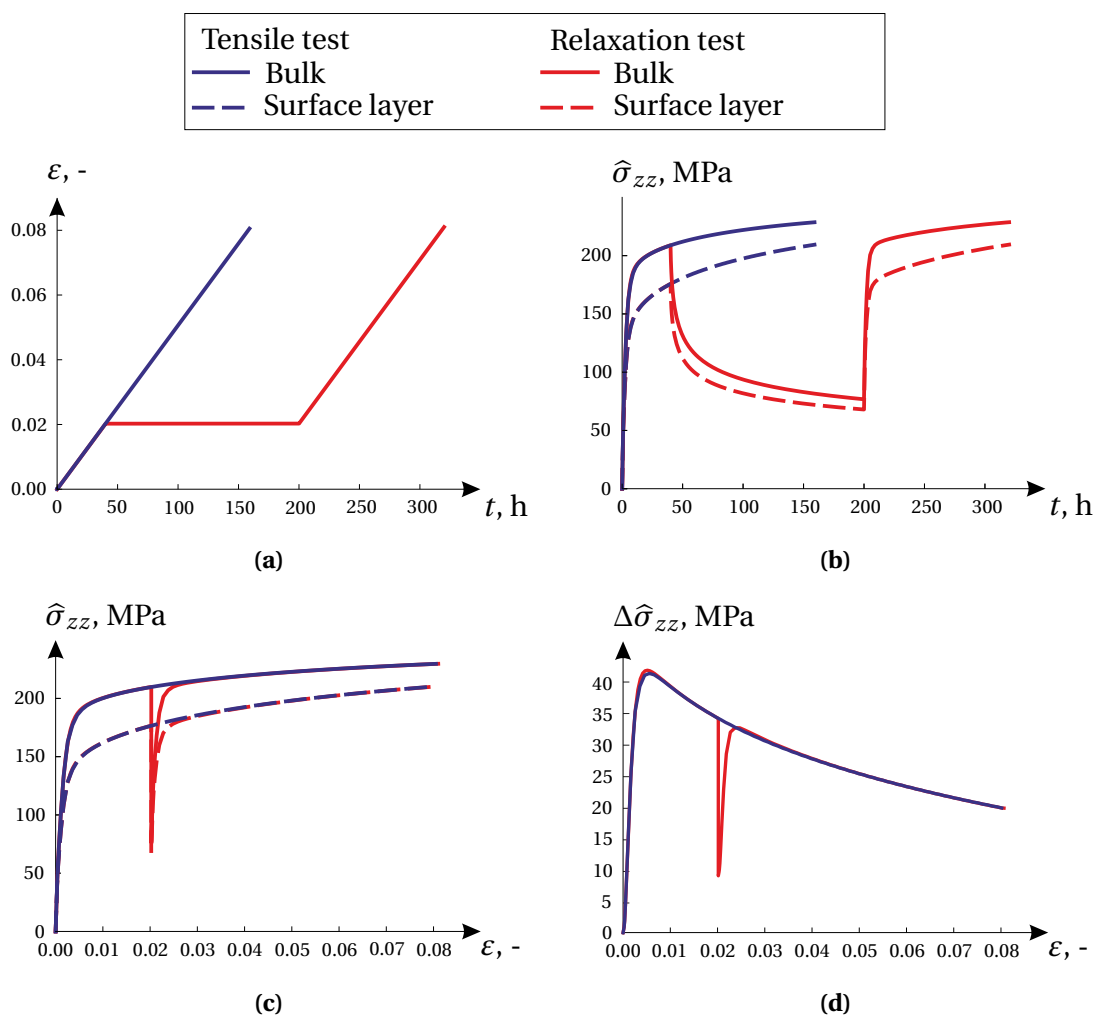 Tensile test Relaxation test
Bulk Bulk
Surface layer Surface layer
ε, -
0.08
0.06
0.04
0.02
0.00
0 50 100 150 200 250 300
t, h
(a)
σ̂zz, MPa
200
150
100
50
0
0 50 100 150 200 250 300
t, h
(b)
σ̂zz, MPa
200
150
100
50
0
0.00 0.01 0.02 0.03 0.04 0.05 0.06 0.07 0.08
ε, -
(c)
Δσ̂zz, MPa
40
35
30
25
20
15
10
5
0
0.00 0.01 0.02 0.03 0.04 0.05 0.06 0.07 0.08
ε, -
(d)